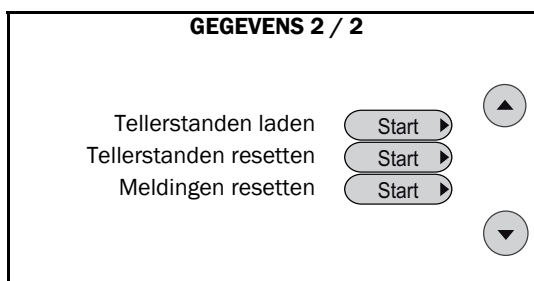 GEGEVENS 2 / 2
Tellerstanden laden Start
Tellerstanden resetten Start
Meldingen resetten Start